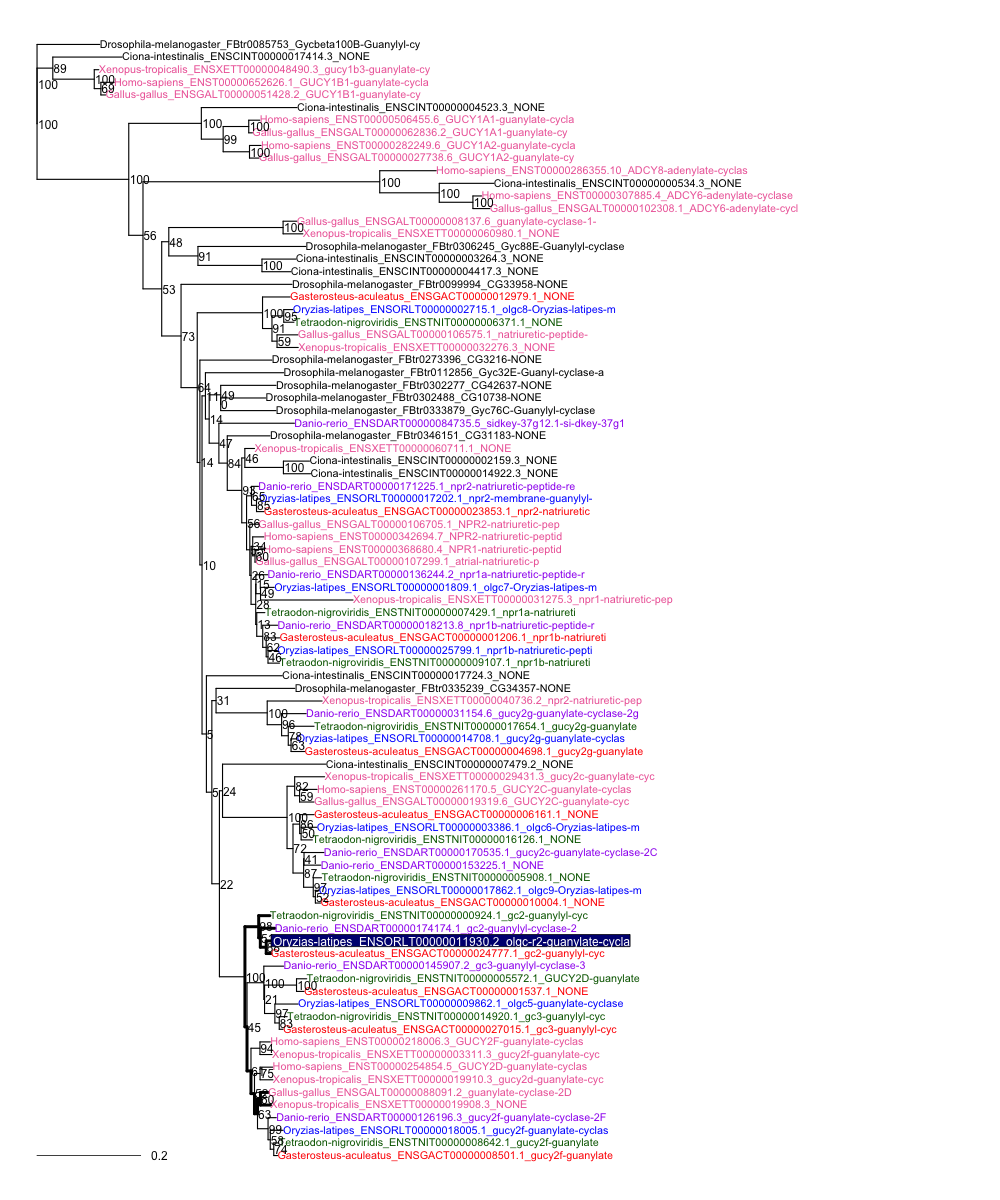 Drosophila-melanogaster_FBtr0085753_Gycbeta100B-Guanylyl-cy
Ciona-intestinalis_ENSCINT00000017414.3_NONE
89
Xenopus-tropicalis_ENSXETT00000048490.3_gucy1b3-guanylate-cy
100
Homo-sapiens_ENST00000652626.1_GUCY1B1-guanylate-cycla
100
69
Gallus-gallus_ENSGALT00000051428.2_GUCY1B1-guanylate-cy
Ciona-intestinalis_ENSCINT00000004523.3_NONE
Homo-sapiens_ENST00000506455.6_GUCY1A1-guanylate-cycla
100
100
100
Gallus-gallus_ENSGALT00000062836.2_GUCY1A1-guanylate-cy
99
Homo-sapiens_ENST00000282249.6_GUCY1A2-guanylate-cycla
100
Gallus-gallus_ENSGALT00000027738.6_GUCY1A2-guanylate-cy
Homo-sapiens_ENST00000286355.10_ADCY8-adenylate-cyclas
100
100
Ciona-intestinalis_ENSCINT00000000534.3_NONE
100
Homo-sapiens_ENST00000307885.4_ADCY6-adenylate-cyclase
100
Gallus-gallus_ENSGALT00000102308.1_ADCY6-adenylate-cycl
Gallus-gallus_ENSGALT00000008137.6_guanylate-cyclase-1-
100
Xenopus-tropicalis_ENSXETT00000060980.1_NONE
56
48
Drosophila-melanogaster_FBtr0306245_Gyc88E-Guanylyl-cyclase
91
Ciona-intestinalis_ENSCINT00000003264.3_NONE
100
Ciona-intestinalis_ENSCINT00000004417.3_NONE
Drosophila-melanogaster_FBtr0099994_CG33958-NONE
53
Gasterosteus-aculeatus_ENSGACT00000012979.1_NONE
Oryzias-latipes_ENSORLT00000002715.1_olgc8-Oryzias-latipes-m
100
95
Tetraodon-nigroviridis_ENSTNIT00000006371.1_NONE
91
73
Gallus-gallus_ENSGALT00000106575.1_natriuretic-peptide-
59
Xenopus-tropicalis_ENSXETT00000032276.3_NONE
Drosophila-melanogaster_FBtr0273396_CG3216-NONE
Drosophila-melanogaster_FBtr0112856_Gyc32E-Guanyl-cyclase-a
64
Drosophila-melanogaster_FBtr0302277_CG42637-NONE
11
49
Drosophila-melanogaster_FBtr0302488_CG10738-NONE
0
Drosophila-melanogaster_FBtr0333879_Gyc76C-Guanylyl-cyclase
14
Danio-rerio_ENSDART00000084735.5_sidkey-37g12.1-si-dkey-37g1
Drosophila-melanogaster_FBtr0346151_CG31183-NONE
47
Xenopus-tropicalis_ENSXETT00000060711.1_NONE
14
84
46
Ciona-intestinalis_ENSCINT00000002159.3_NONE
100
Ciona-intestinalis_ENSCINT00000014922.3_NONE
Danio-rerio_ENSDART00000171225.1_npr2-natriuretic-peptide-re
Oryzias-latipes_ENSORLT00000017202.1_npr2-membrane-guanylyl-
85
Gasterosteus-aculeatus_ENSGACT00000023853.1_npr2-natriuretic
56
Gallus-gallus_ENSGALT00000106705.1_NPR2-natriuretic-pep
Homo-sapiens_ENST00000342694.7_NPR2-natriuretic-peptid
Homo-sapiens_ENST00000368680.4_NPR1-natriuretic-peptid
Gallus-gallus_ENSGALT00000107299.1_atrial-natriuretic-p
10
26
Danio-rerio_ENSDART00000136244.2_npr1a-natriuretic-peptide-r
15
Oryzias-latipes_ENSORLT00000001809.1_olgc7-Oryzias-latipes-m
49
Xenopus-tropicalis_ENSXETT00000031275.3_npr1-natriuretic-pep
28
Tetraodon-nigroviridis_ENSTNIT00000007429.1_npr1a-natriureti
13
Danio-rerio_ENSDART00000018213.8_npr1b-natriuretic-peptide-r
83
Gasterosteus-aculeatus_ENSGACT00000001206.1_npr1b-natriureti
62
Oryzias-latipes_ENSORLT00000025799.1_npr1b-natriuretic-pepti
46
Tetraodon-nigroviridis_ENSTNIT00000009107.1_npr1b-natriureti
Ciona-intestinalis_ENSCINT00000017724.3_NONE
Drosophila-melanogaster_FBtr0335239_CG34357-NONE
31
Xenopus-tropicalis_ENSXETT00000040736.2_npr2-natriuretic-pep
100
Danio-rerio_ENSDART00000031154.6_gucy2g-guanylate-cyclase-2g
96
Tetraodon-nigroviridis_ENSTNIT00000017654.1_gucy2g-guanylate
5
78
Oryzias-latipes_ENSORLT00000014708.1_gucy2g-guanylate-cyclas
63
Gasterosteus-aculeatus_ENSGACT00000004698.1_gucy2g-guanylate
Ciona-intestinalis_ENSCINT00000007479.2_NONE
Xenopus-tropicalis_ENSXETT00000029431.3_gucy2c-guanylate-cyc
82
5
24
Homo-sapiens_ENST00000261170.5_GUCY2C-guanylate-cyclas
59
Gallus-gallus_ENSGALT00000019319.6_GUCY2C-guanylate-cyc
100
Gasterosteus-aculeatus_ENSGACT00000006161.1_NONE
86
Oryzias-latipes_ENSORLT00000003386.1_olgc6-Oryzias-latipes-m
50
Tetraodon-nigroviridis_ENSTNIT00000016126.1_NONE
72
Danio-rerio_ENSDART00000170535.1_gucy2c-guanylate-cyclase-2C
41
Danio-rerio_ENSDART00000153225.1_NONE
87
Tetraodon-nigroviridis_ENSTNIT00000005908.1_NONE
22
97
Oryzias-latipes_ENSORLT00000017862.1_olgc9-Oryzias-latipes-m
52
Gasterosteus-aculeatus_ENSGACT00000010004.1_NONE
Tetraodon-nigroviridis_ENSTNIT00000000924.1_gc2-guanylyl-cyc
98
Danio-rerio_ENSDART00000174174.1_gc2-guanylyl-cyclase-2
Oryzias-latipes_ENSORLT00000011930.2_olgc-r2-guanylate-cycla
Gasterosteus-aculeatus_ENSGACT00000024777.1_gc2-guanylyl-cyc
Danio-rerio_ENSDART00000145907.2_gc3-guanylyl-cyclase-3
100
100
Tetraodon-nigroviridis_ENSTNIT00000005572.1_GUCY2D-guanylate
100
Gasterosteus-aculeatus_ENSGACT00000001537.1_NONE
21
Oryzias-latipes_ENSORLT00000009862.1_olgc5-guanylate-cyclase
97
Tetraodon-nigroviridis_ENSTNIT00000014920.1_gc3-guanylyl-cyc
45
83
Gasterosteus-aculeatus_ENSGACT00000027015.1_gc3-guanylyl-cyc
Homo-sapiens_ENST00000218006.3_GUCY2F-guanylate-cyclas
94
Xenopus-tropicalis_ENSXETT00000003311.3_gucy2f-guanylate-cyc
Homo-sapiens_ENST00000254854.5_GUCY2D-guanylate-cyclas
75
Xenopus-tropicalis_ENSXETT00000019910.3_gucy2d-guanylate-cyc
Gallus-gallus_ENSGALT00000088091.2_guanylate-cyclase-2D
Xenopus-tropicalis_ENSXETT00000019908.3_NONE
63
Danio-rerio_ENSDART00000126196.3_gucy2f-guanylate-cyclase-2F
99
Oryzias-latipes_ENSORLT00000018005.1_gucy2f-guanylate-cyclas
58
Tetraodon-nigroviridis_ENSTNIT00000008642.1_gucy2f-guanylate
74
Gasterosteus-aculeatus_ENSGACT00000008501.1_gucy2f-guanylate
0.2